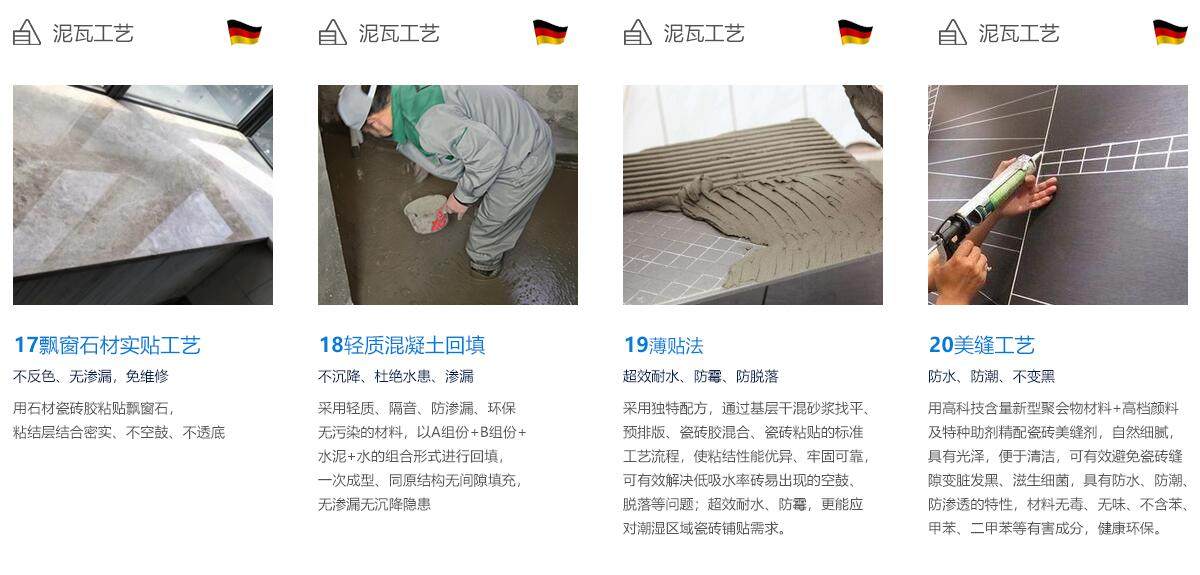 泥瓦工艺
17飘窗石材实贴工艺
不反色、无渗漏，免维修
用石材瓷砖胶粘贴飘窗石，
粘结层结合密实、不空鼓、不透底
泥瓦工艺
18轻质混凝土回填
不沉降、杜绝水患、渗漏
采用轻质、隔音、防渗漏、环保
无污染的材料，以A组份+B组份+
水泥+水的组合形式进行回填，
一次成型、同原结构无间隙填充，
无渗漏无沉降隐患
泥瓦工艺
19薄贴法
超效耐水、防霉、防脱落
采用独特配方，通过基层干混砂浆找平、
预排版、瓷砖胶混合、瓷砖粘贴的标准
工艺流程，使粘结性能优异、牢固可靠，
可有效解决低吸水率砖易出现的空鼓、
脱落等问题；超效耐水、防霉，更能应
对潮湿区域瓷砖铺贴需求。
泥瓦工艺
20美缝工艺
防水、防潮、不变黑
用高科技含量新型聚会物材料+高档颜料
及特种助剂精配瓷砖美缝剂，自然细腻，
具有光泽，便于清洁，可有效避免瓷砖缝
隙变脏发黑、滋生细菌，具有防水、防潮、
防渗透的特性，材料无毒、无味、不含苯、
甲苯、二甲苯等有害成分，健康环保。